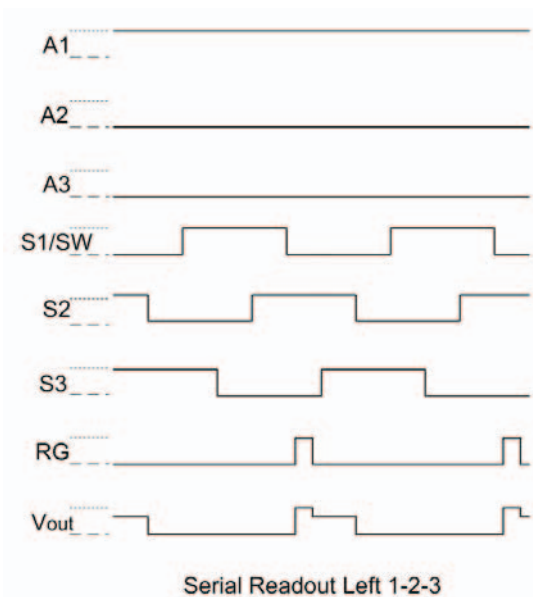 A1
A2
A3
S1/SW
S2
S3
RG
Vout
Serial Readout Left 1-2-3